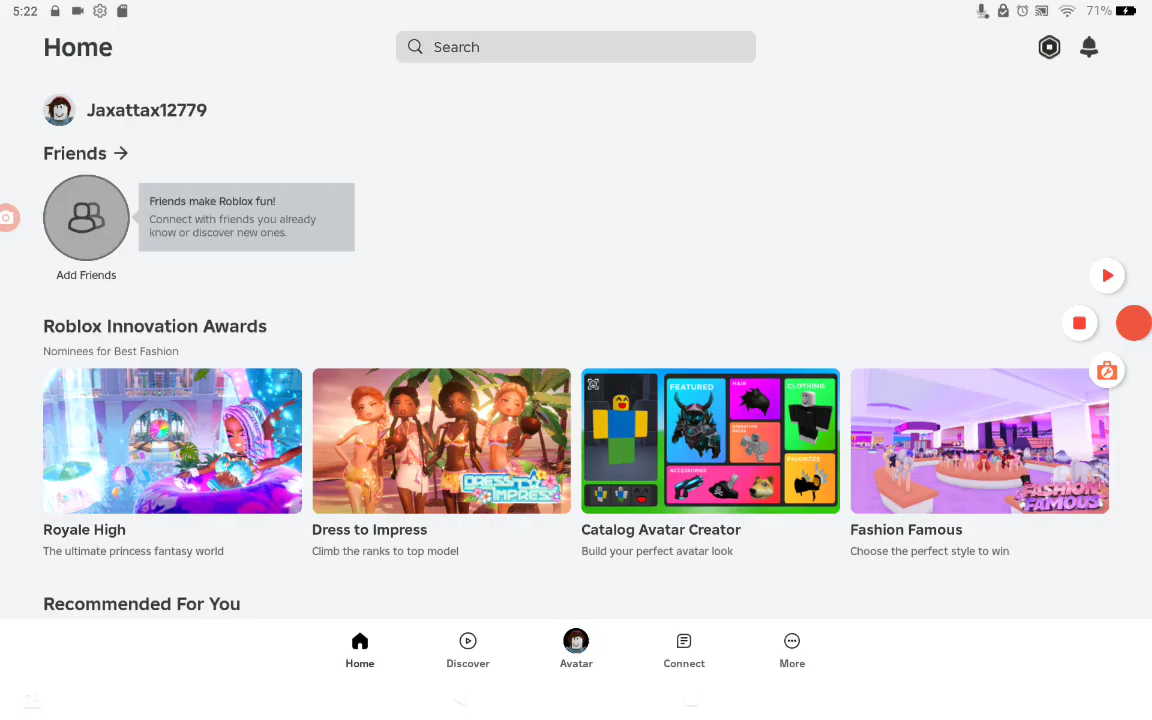 5:22
71%
Home
Search
Jaxattax12779
Friends
Friends make Roblox fun!
Connect with friends you already
know or discover new ones.
Add Friends
Roblox Innovation Awards
Nominees for Best Fashion
DRESS TO
IMPRESS
FEATURED
HAIR
CLOTHING
ANIMATION
PACKS
ACCESSORIES
FAVORITES
FASHION
FAMOUS
Royale High
The ultimate princess fantasy world
Dress to Impress
Climb the ranks to top model
Catalog Avatar Creator
Build your perfect avatar look
Fashion Famous
Choose the perfect style to win
Recommended For You
Home
Discover
Avatar
Connect
More